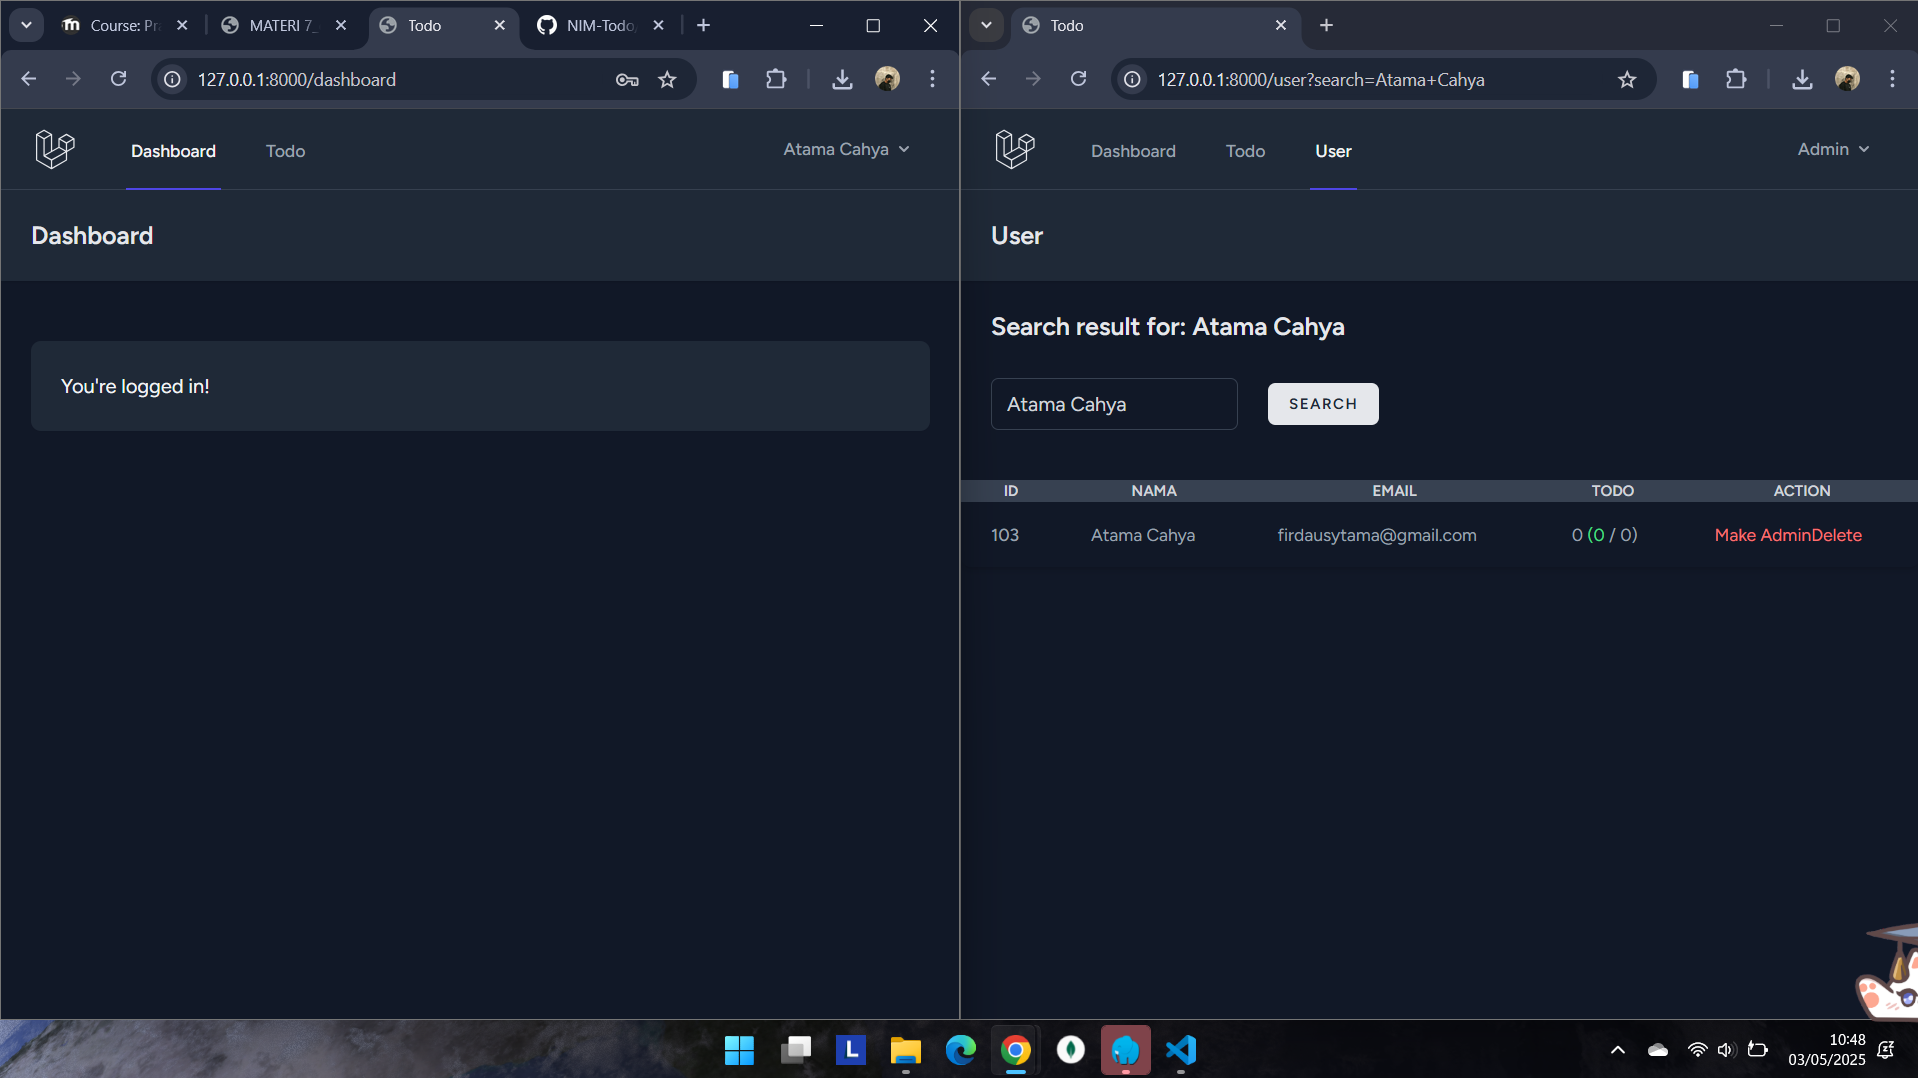 Course: Pr
MATERI 7_
Todo
NIM-Todo
127.0.0.1:8000/dashboard
Dashboard
Todo
Atama Cahya
Dashboard
You're logged in!
Todo
127.0.0.1:8000/user?search=Atama+Cahya
Dashboard
Todo
User
Admin
User
Search result for: Atama Cahya
Atama Cahya
SEARCH
ID NAMA EMAIL TODO ACTION
103 Atama Cahya firdausytama@gmail.com 0 (0 / 0) Make AdminDelete
L
10:48
03/05/2025